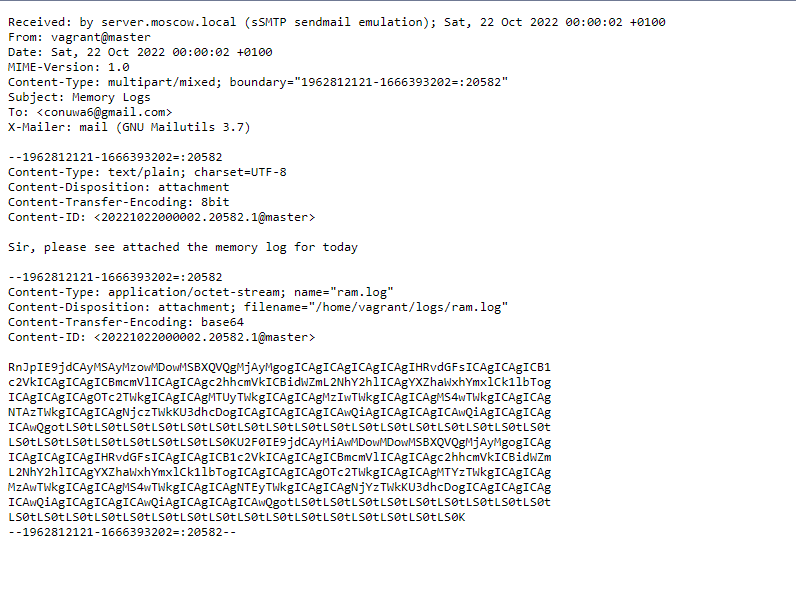 Received: by server.moscow.local (sSMTP sendmail emulation); Sat, 22 Oct 2022 00:00:02 +0100
From: vagrant@master
Date: Sat, 22 Oct 2022 00:00:02 +0100
MIME-Version: 1.0
Content-Type: multipart/mixed; boundary="1962812121-1666393202=:20582"
Subject: Memory Logs
To: <conuwa6@gmail.com>
X-Mailer: mail (GNU Mailutils 3.7)
--1962812121-1666393202=:20582
Content-Type: text/plain; charset=UTF-8
Content-Disposition: attachment
Content-Transfer-Encoding: 8bit
Content-ID: <20221022000002.20582.1@master>
Sir, please see attached the memory log for today
--1962812121-1666393202=:20582
Content-Type: application/octet-stream; name="ram.log"
Content-Disposition: attachment; filename="/home/vagrant/logs/ram.log"
Content-Transfer-Encoding: base64
Content-ID: <20221022000002.20582.1@master>
RnJpIE9jdCAyMSAyMzowMDowMSBXQVQgMjAyMgogICAgICAgICAgICAgIHRvdGFsICAgICAgICB1
c2VkICAgICAgICBmcmVlICAgICAgc2hhcmVkICBidWZmL2NhY2hlICAgYXZhaWxhYmxlCk1lbTog
ICAgICAgICAgOTc2TWkgICAgICAgMTUyTWkgICAgICAgMzIwTWkgICAgICAgMS4wTWkgICAgICAg
NTAzTWkgICAgICAgNjczTWkKU3dhcDogICAgICAgICAgICAwQiAgICAgICAgICAwQiAgICAgICAg
ICAwQgotLS0tLS0tLS0tLS0tLS0tLS0tLS0tLS0tLS0tLS0tLS0tLS0tLS0tLS0tLS0tLS0tLS0t
LS0tLS0tLS0tLS0tLS0tLS0tLS0KU2F0IE9jdCAyMiAwMDowMDowMSBXQVQgMjAyMgogICAg
ICAgICAgICAgIHRvdGFsICAgICAgICB1c2VkICAgICAgICBmcmVlICAgICAgc2hhcmVkICBidWZm
L2NhY2hlICAgYXZhaWxhYmxlCk1lbTogICAgICAgICAgOTc2TWkgICAgICAgMTYzTWkgICAgICAg
MzAwTWkgICAgICAgMS4wTWkgICAgICAgNTEyTWkgICAgICAgNjYzTWkKU3dhcDogICAgICAgICAg
ICAwQiAgICAgICAgICAwQiAgICAgICAgICAwQgotLS0tLS0tLS0tLS0tLS0tLS0tLS0tLS0tLS0t
LS0tLS0tLS0tLS0tLS0tLS0tLS0tLS0tLS0tLS0tLS0tLS0tLS0K
--1962812121-1666393202=:20582--